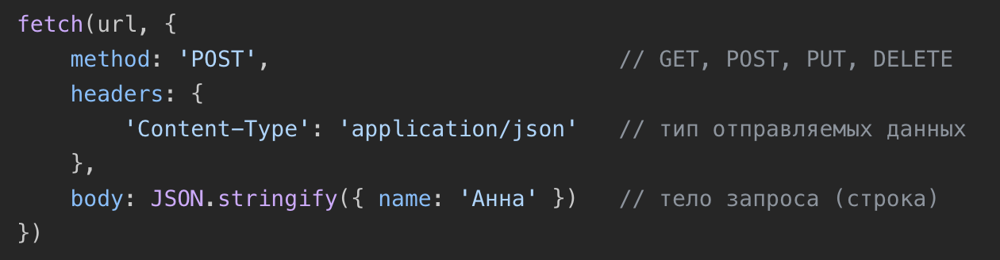 fetch(url, {
    method: 'POST',                          // GET, POST, PUT, DELETE
    headers: {
        'Content-Type': 'application/json'   // тип отправляемых данных
    },
    body: JSON.stringify({ name: 'Анна' })   // тело запроса (строка)
})